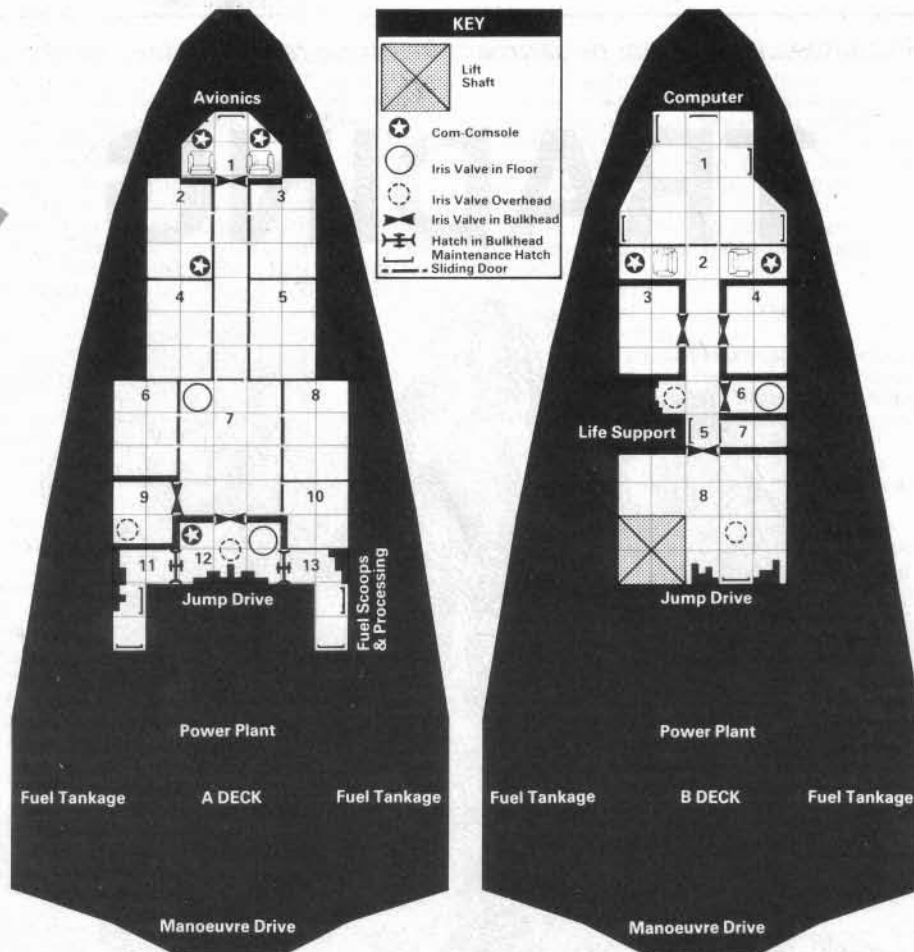 KEY
Lift
Shaft
Com-Comsole
Iris Valve in Floor
Iris Valve Overhead
Iris Valve in Bulkhead
Hatch in Bulkhead
Maintenance Hatch
Sliding Door
Avionics
1
2
3
4
5
6
7
8
9
10
11
12
13
Jump Drive
Fuel Scoops
& Processing
Power Plant
Fuel Tankage
A DECK
Fuel Tankage
Manoeuvre Drive
Computer
1
2
3
4
6
Life Support
5
7
8
Jump Drive
Power Plant
Fuel Tankage
B DECK
Fuel Tankage
Manoeuvre Drive